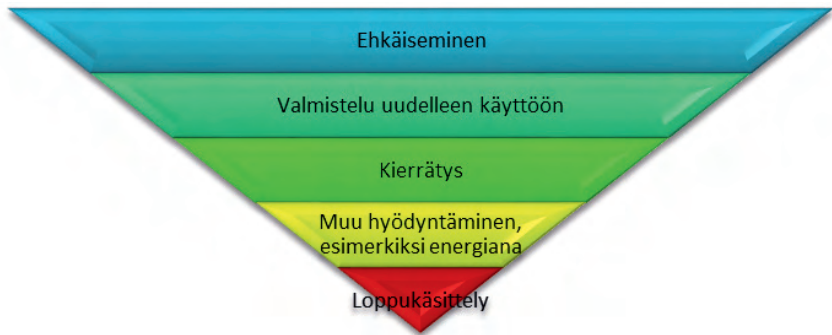 Ehkäiseminen
Valmistelu uudelleen käyttöön
Kierrätys
Muu hyödyntäminen,
esimerkiksi energiana
Loppukäsittely